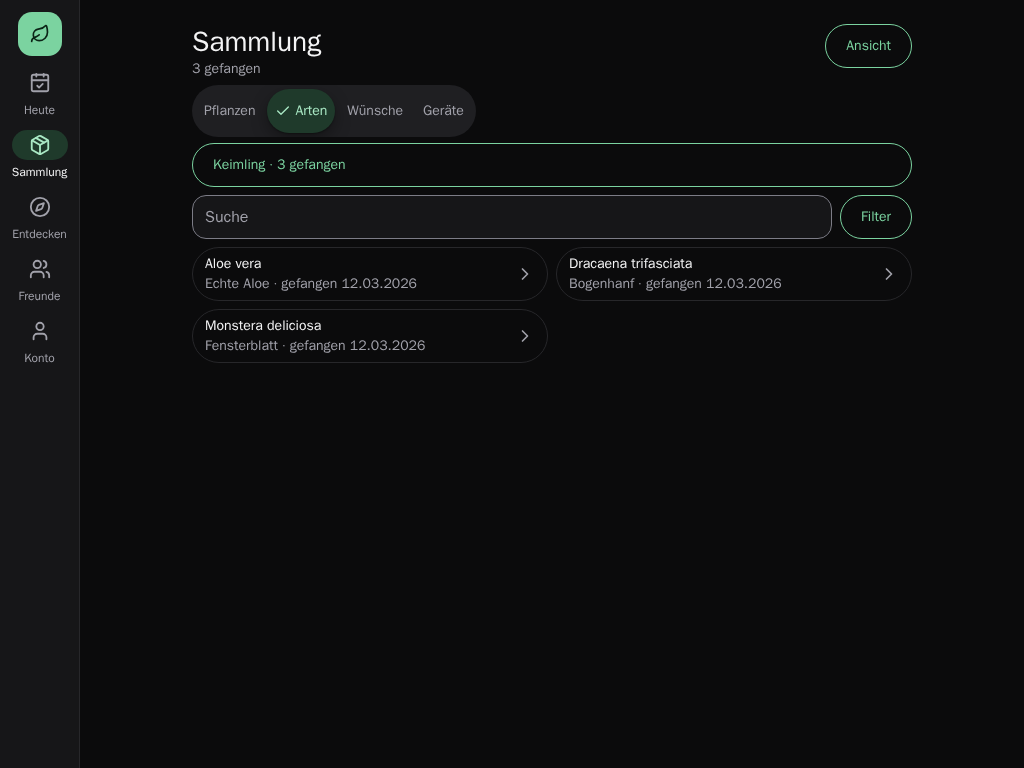 Heute
Sammlung
Entdecken
Freunde
Konto
Sammlung
3 gefangen
Ansicht
Pflanzen
Arten
Wünsche
Geräte
Keimling · 3 gefangen
Suche
Filter
Aloe vera
Echte Aloe · gefangen 12.03.2026
Dracaena trifasciata
Bogenhanf · gefangen 12.03.2026
Monstera deliciosa
Fensterblatt · gefangen 12.03.2026